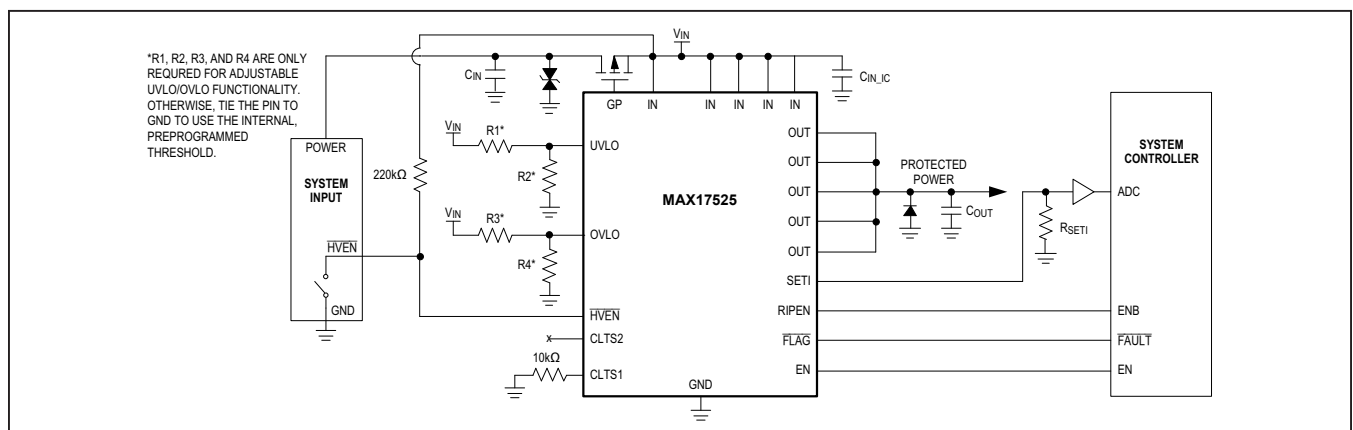 *R1, R2, R3, AND R4 ARE ONLY
REQURED FOR ADJUSTABLE
UVLO/OVLO FUNCTIONALITY.
OTHERWISE, TIE THE PIN TO
GND TO USE THE INTERNAL,
PREPROGRAMMED
THRESHOLD.
POWER
SYSTEM
INPUT
HVEN
GND
220kΩ
CIN
VIN
CIN_IC
GP
IN
IN
IN
IN
IN
VIN
R1*
R2*
UVLO
VIN
R3*
R4*
OVLO
HVEN
x
CLTS2
10kΩ
CLTS1
MAX17525
GND
OUT
OUT
OUT
OUT
OUT
SETI
RIPEN
FLAG
EN
PROTECTED
POWER
COUT
RSETI
SYSTEM
CONTROLLER
ADC
ENB
FAULT
EN